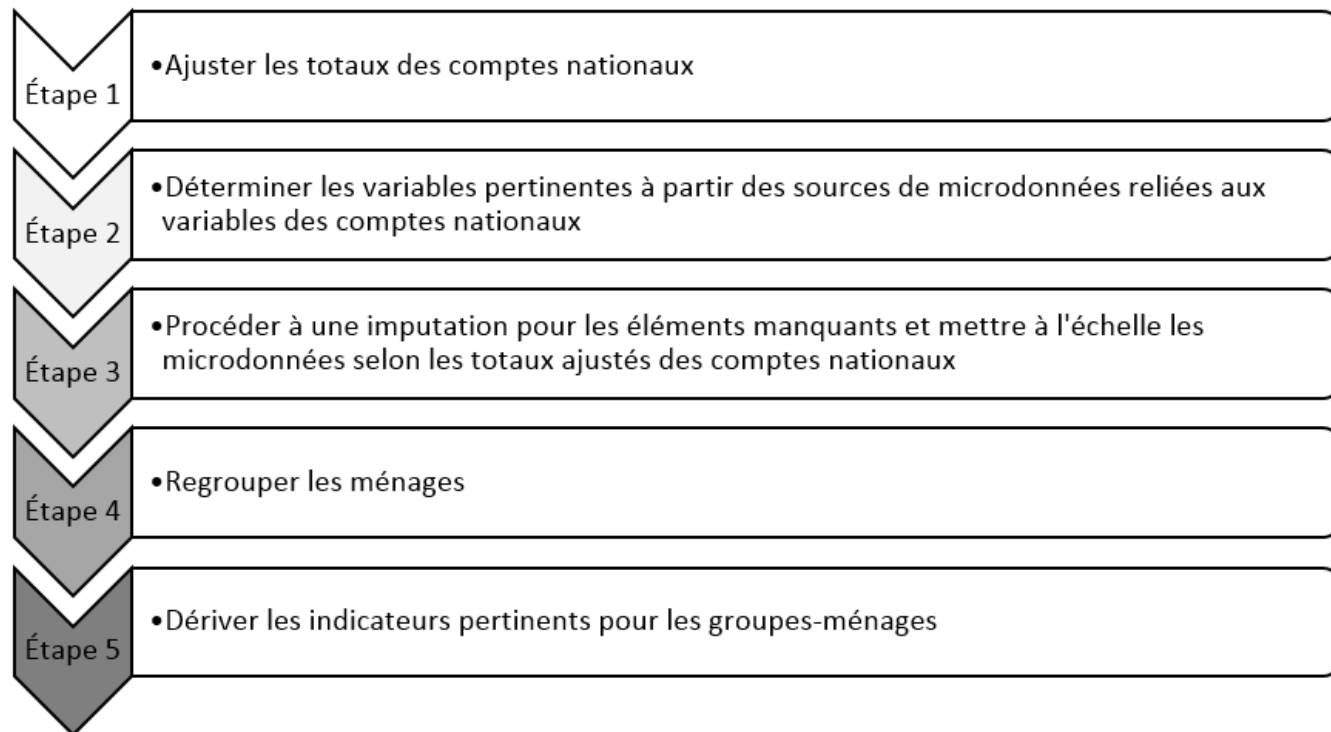 Étape 1
•Ajuster les totaux des comptes nationaux
Étape 2
•Déterminer les variables pertinentes à partir des sources de microdonnées reliées aux
variables des comptes nationaux
Étape 3
•Procéder à une imputation pour les éléments manquants et mettre à l'échelle les
microdonnées selon les totaux ajustés des comptes nationaux
Étape 4
•Regrouper les ménages
Étape 5
•Dériver les indicateurs pertinents pour les groupes-ménages